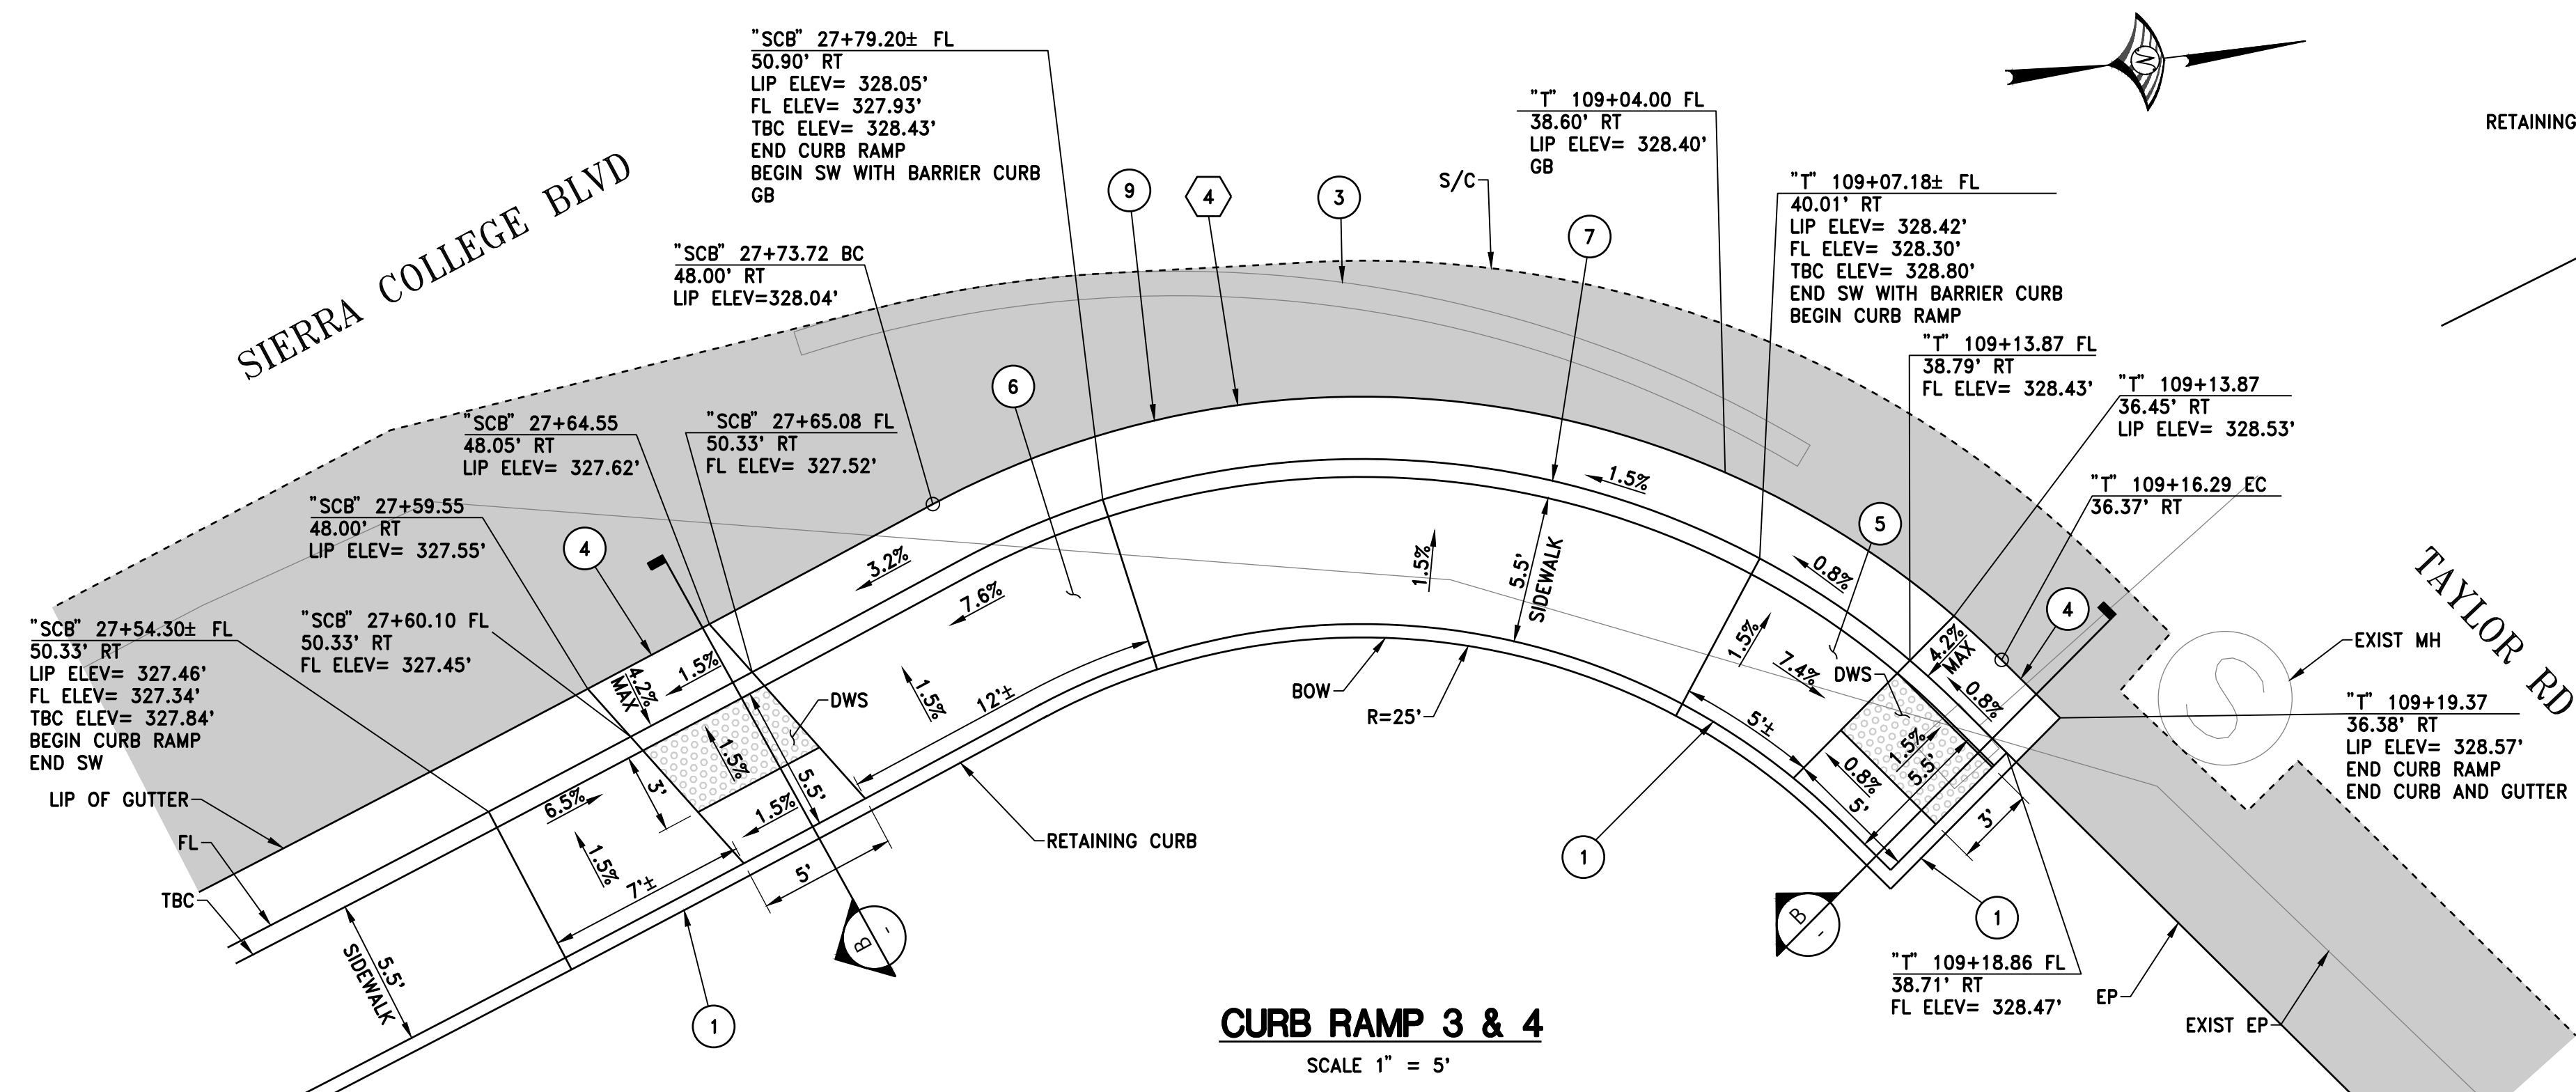 "SCB" 27+79.20± FL
50.90' RT
LIP ELEV= 328.05'
FL ELEV= 327.93'
TBC ELEV= 328.43'
END CURB RAMP
BEGIN SW WITH BARRIER CURB
GB
"T" 109+04.00 FL
38.60' RT
LIP ELEV= 328.40'
GB
N
RETAINING
S/C
"T" 109+07.18± FL
40.01' RT
LIP ELEV= 328.42'
FL ELEV= 328.30'
TBC ELEV= 328.80'
END SW WITH BARRIER CURB
BEGIN CURB RAMP
9
4
3
7
SIERRA COLLEGE BLVD
"SCB" 27+73.72 BC
48.00' RT
LIP ELEV=328.04'
"T" 109+13.87 FL
38.79' RT
FL ELEV= 328.43'
"T" 109+13.87
36.45' RT
LIP ELEV= 328.53'
6
"SCB" 27+64.55
48.05' RT
LIP ELEV= 327.62'
"SCB" 27+65.08 FL
50.33' RT
FL ELEV= 327.52'
1.5%
"T" 109+16.29 EC
36.37' RT
"SCB" 27+59.55
48.00' RT
LIP ELEV= 327.55'
4
3.2%
7.6%
1.5%
5.5'
SIDEWALK
5
0.8%
4
TAYLOR RD
"SCB" 27+54.30± FL
50.33' RT
LIP ELEV= 327.46'
FL ELEV= 327.34'
TBC ELEV= 327.84'
BEGIN CURB RAMP
END SW
"SCB" 27+60.10 FL
50.33' RT
FL ELEV= 327.45'
4.2%
MAX
1.5%
1.5%
12'±
DWS
1.5%
1.5%
7.4%
DWS
4.2%
MAX
0.8%
S
EXIST MH
BOW
R=25'
5'±
"T" 109+19.37
36.38' RT
LIP ELEV= 328.57'
END CURB RAMP
END CURB AND GUTTER
LIP OF GUTTER
FL
TBC
6.5%
3'
5.5'
1.5%
1.5%
7'±
5'
RETAINING CURB
1
0.8%
5'
1.5%
5.5'
3'
5.5'
SIDEWALK
B
-
B
-
1
1
"T" 109+18.86 FL
38.71' RT
FL ELEV= 328.47'
EP
EXIST EP
CURB RAMP 3 & 4
SCALE 1" = 5'